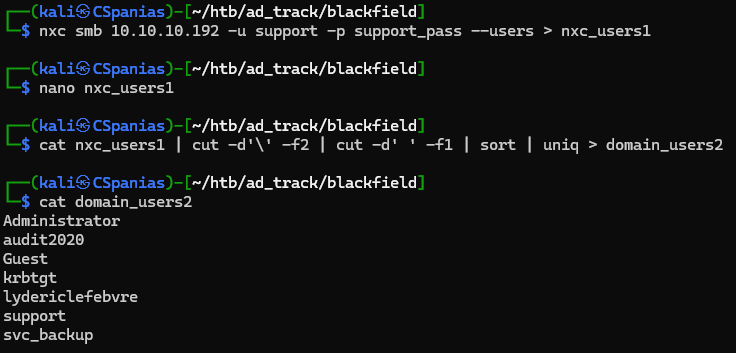 ┌──(kali㉿CSpanias)-[~/htb/ad_track/blackfield]
└─$ nxc smb 10.10.10.192 -u support -p support_pass --users > nxc_users1
┌──(kali㉿CSpanias)-[~/htb/ad_track/blackfield]
└─$ nano nxc_users1
┌──(kali㉿CSpanias)-[~/htb/ad_track/blackfield]
└─$ cat nxc_users1 | cut -d'\' -f2 | cut -d' ' -f1 | sort | uniq > domain_users2
┌──(kali㉿CSpanias)-[~/htb/ad_track/blackfield]
└─$ cat domain_users2
Administrator
audit2020
Guest
krbtgt
lydericlefebvre
support
svc_backup